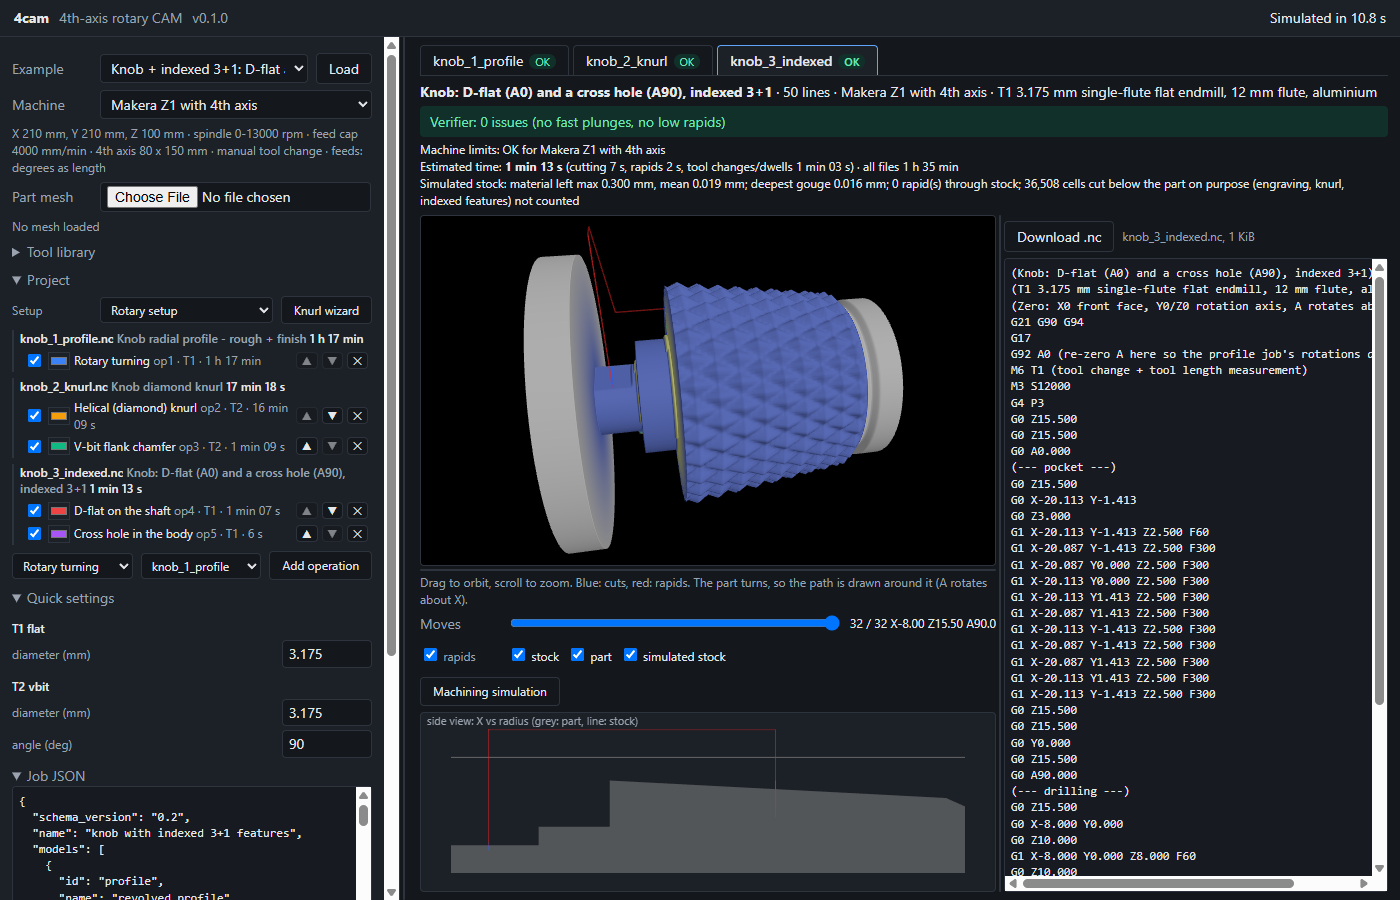 4cam 4th-axis rotary CAM v0.1.0
Simulated in 10.8 s
Example Knob + indexed 3+1: D-flat Load
Machine Makera Z1 with 4th axis
X 210 mm, Y 210 mm, Z 100 mm · spindle 0-13000 rpm · feed cap
4000 mm/min · 4th axis 80 x 150 mm · manual tool change · feeds:
degrees as length
Part mesh Choose File No file chosen
No mesh loaded
Tool library
Project
Setup Rotary setup Knurl wizard
knob_1_profile.nc Knob radial profile - rough + finish 1 h 17 min
Rotary turning op1 · T1 · 1 h 17 min
knob_2_knurl.nc Knob diamond knurl 17 min 18 s
Helical (diamond) knurl op2 · T2 · 16 min
09 s
V-bit flank chamfer op3 · T2 · 1 min 09 s
knob_3_indexed.nc Knob: D-flat (A0) and a cross hole (A90),
indexed 3+1 1 min 13 s
D-flat on the shaft op4 · T1 · 1 min 07 s
Cross hole in the body op5 · T1 · 6 s
Rotary turning knob_1_profile Add operation
Quick settings
T1 flat
diameter (mm) 3.175
T2 vbit
diameter (mm) 3.175
angle (deg) 90
Job JSON
{
"schema_version": "0.2",
"name": "knob with indexed 3+1 features",
"models": [
{
"id": "profile",
"name": "revolved profile"
knob_1_profile OK knob_2_knurl OK knob_3_indexed OK
Knob: D-flat (A0) and a cross hole (A90), indexed 3+1 · 50 lines · Makera Z1 with 4th axis · T1 3.175 mm single-flute flat endmill, 12 mm flute, aluminium
Verifier: 0 issues (no fast plunges, no low rapids)
Machine limits: OK for Makera Z1 with 4th axis
Estimated time: 1 min 13 s (cutting 7 s, rapids 2 s, tool changes/dwells 1 min 03 s) · all files 1 h 35 min
Simulated stock: material left max 0.300 mm, mean 0.019 mm; deepest gouge 0.016 mm; 0 rapid(s) through stock; 36,508 cells cut below the part on purpose (engraving, knurl,
indexed features) not counted
Drag to orbit, scroll to zoom. Blue: cuts, red: rapids. The part turns, so the path is drawn around it (A rotates
about X).
Moves 32 / 32 X-8.00 Z15.50 A90.0
rapids stock part simulated stock
Machining simulation
side view: X vs radius (grey: part, line: stock)
Download .nc knob_3_indexed.nc, 1 KiB
(Knob: D-flat (A0) and a cross hole (A90), indexed 3+1)
(T1 3.175 mm single-flute flat endmill, 12 mm flute, al
(Zero: X0 front face, Y0/Z0 rotation axis, A rotates ab
G21 G90 G94
G17
G92 A0 (re-zero A here so the profile job's rotations d
M6 T1 (tool change + tool length measurement)
M3 S12000
G4 P3
G0 Z15.500
G0 Z15.500
G0 A0.000
(--- pocket ---)
G0 Z15.500
G0 X-20.113 Y-1.413
G0 Z3.000
G1 X-20.113 Y-1.413 Z2.500 F60
G1 X-20.087 Y-1.413 Z2.500 F300
G1 X-20.087 Y0.000 Z2.500 F300
G1 X-20.113 Y0.000 Z2.500 F300
G1 X-20.113 Y1.413 Z2.500 F300
G1 X-20.087 Y1.413 Z2.500 F300
G1 X-20.113 Y-1.413 Z2.500 F300
G1 X-20.087 Y-1.413 Z2.500 F300
G1 X-20.087 Y1.413 Z2.500 F300
G1 X-20.113 Y1.413 Z2.500 F300
G1 X-20.113 Y-1.413 Z2.500 F300
G0 Z15.500
G0 Z15.500
G0 Y0.000
G0 Z15.500
G0 A90.000
(--- drilling ---)
G0 Z15.500
G0 X-8.000 Y0.000
G0 Z10.000
G1 X-8.000 Y0.000 Z8.000 F60
G0 Z10.000